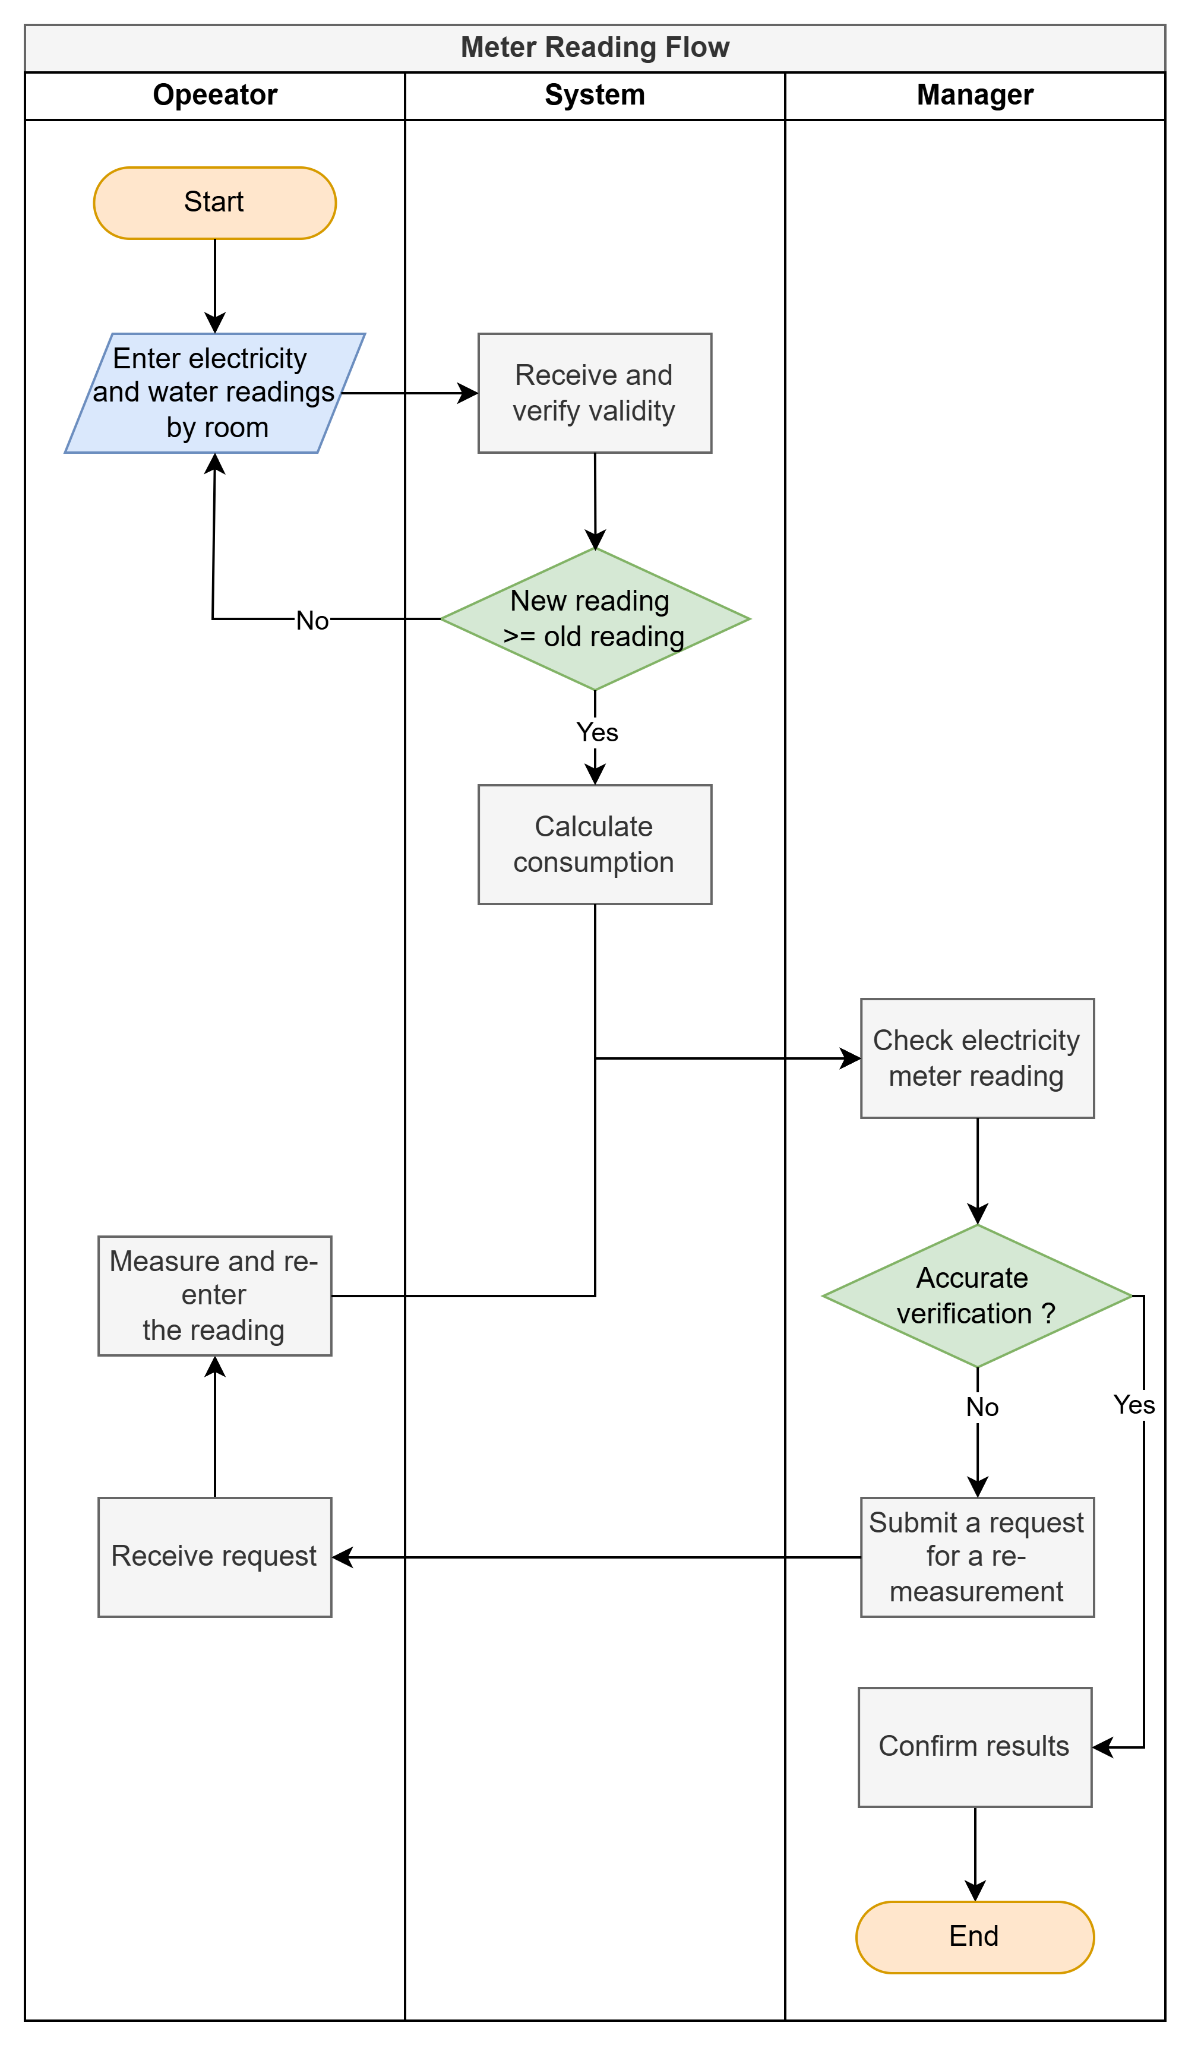 Meter Reading Flow
Opeeator
System
Manager
Start
Enter electricity
and water readings
by room
Receive and
verify validity
New reading
>= old reading
No
Yes
Calculate
consumption
Check electricity
meter reading
Measure and re-
enter
the reading
Accurate
verification ?
No
Yes
Receive request
Submit a request
for a re-
measurement
Confirm results
End